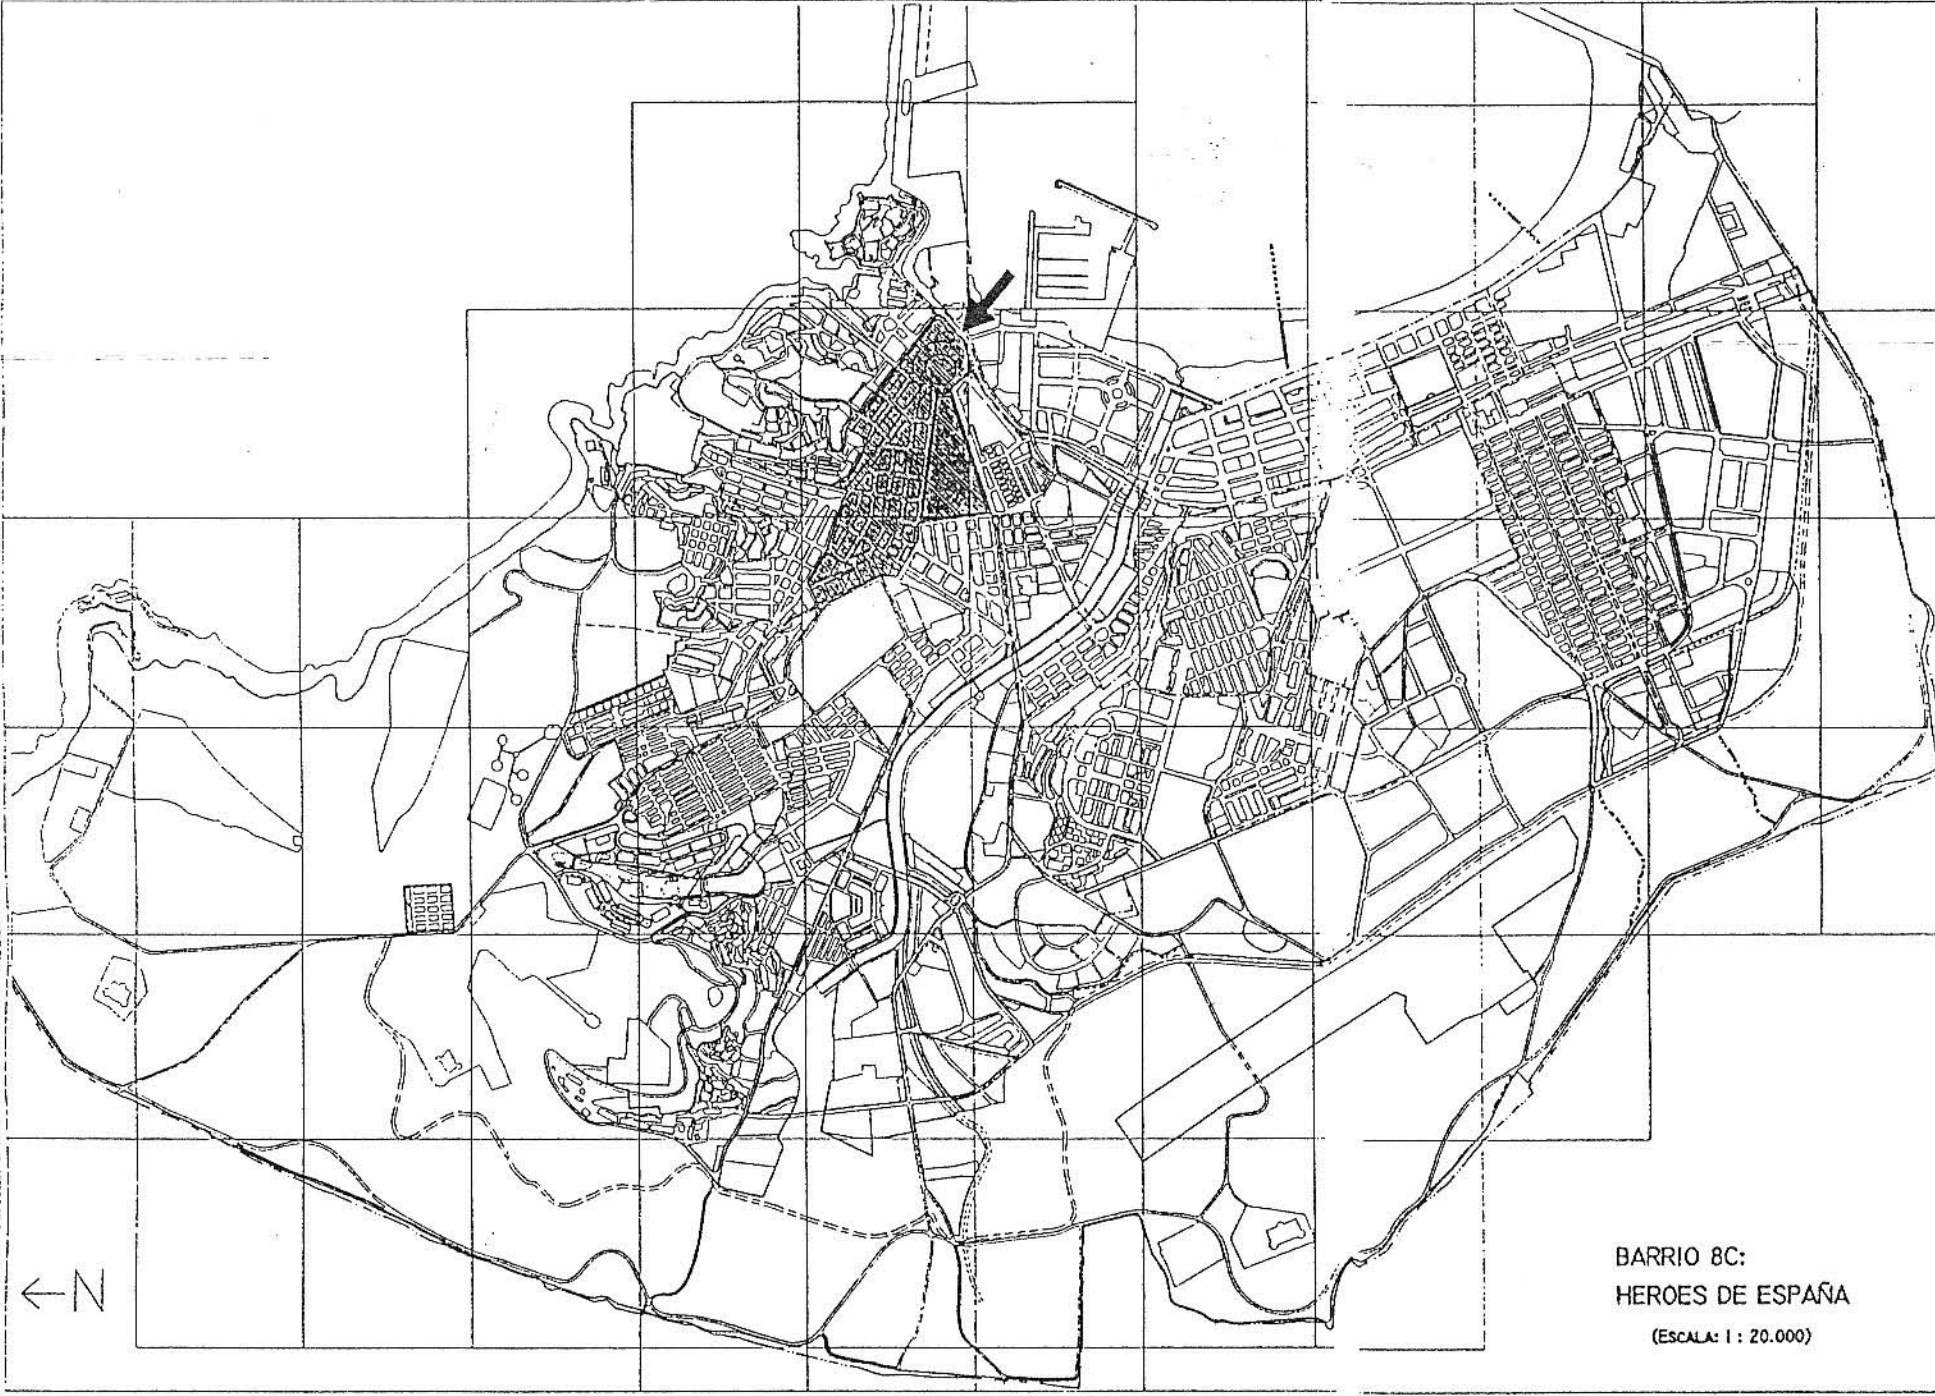 ←N
BARRIO 8C:
HEROES DE ESPAÑA
(ESCALA: 1 : 20.000)